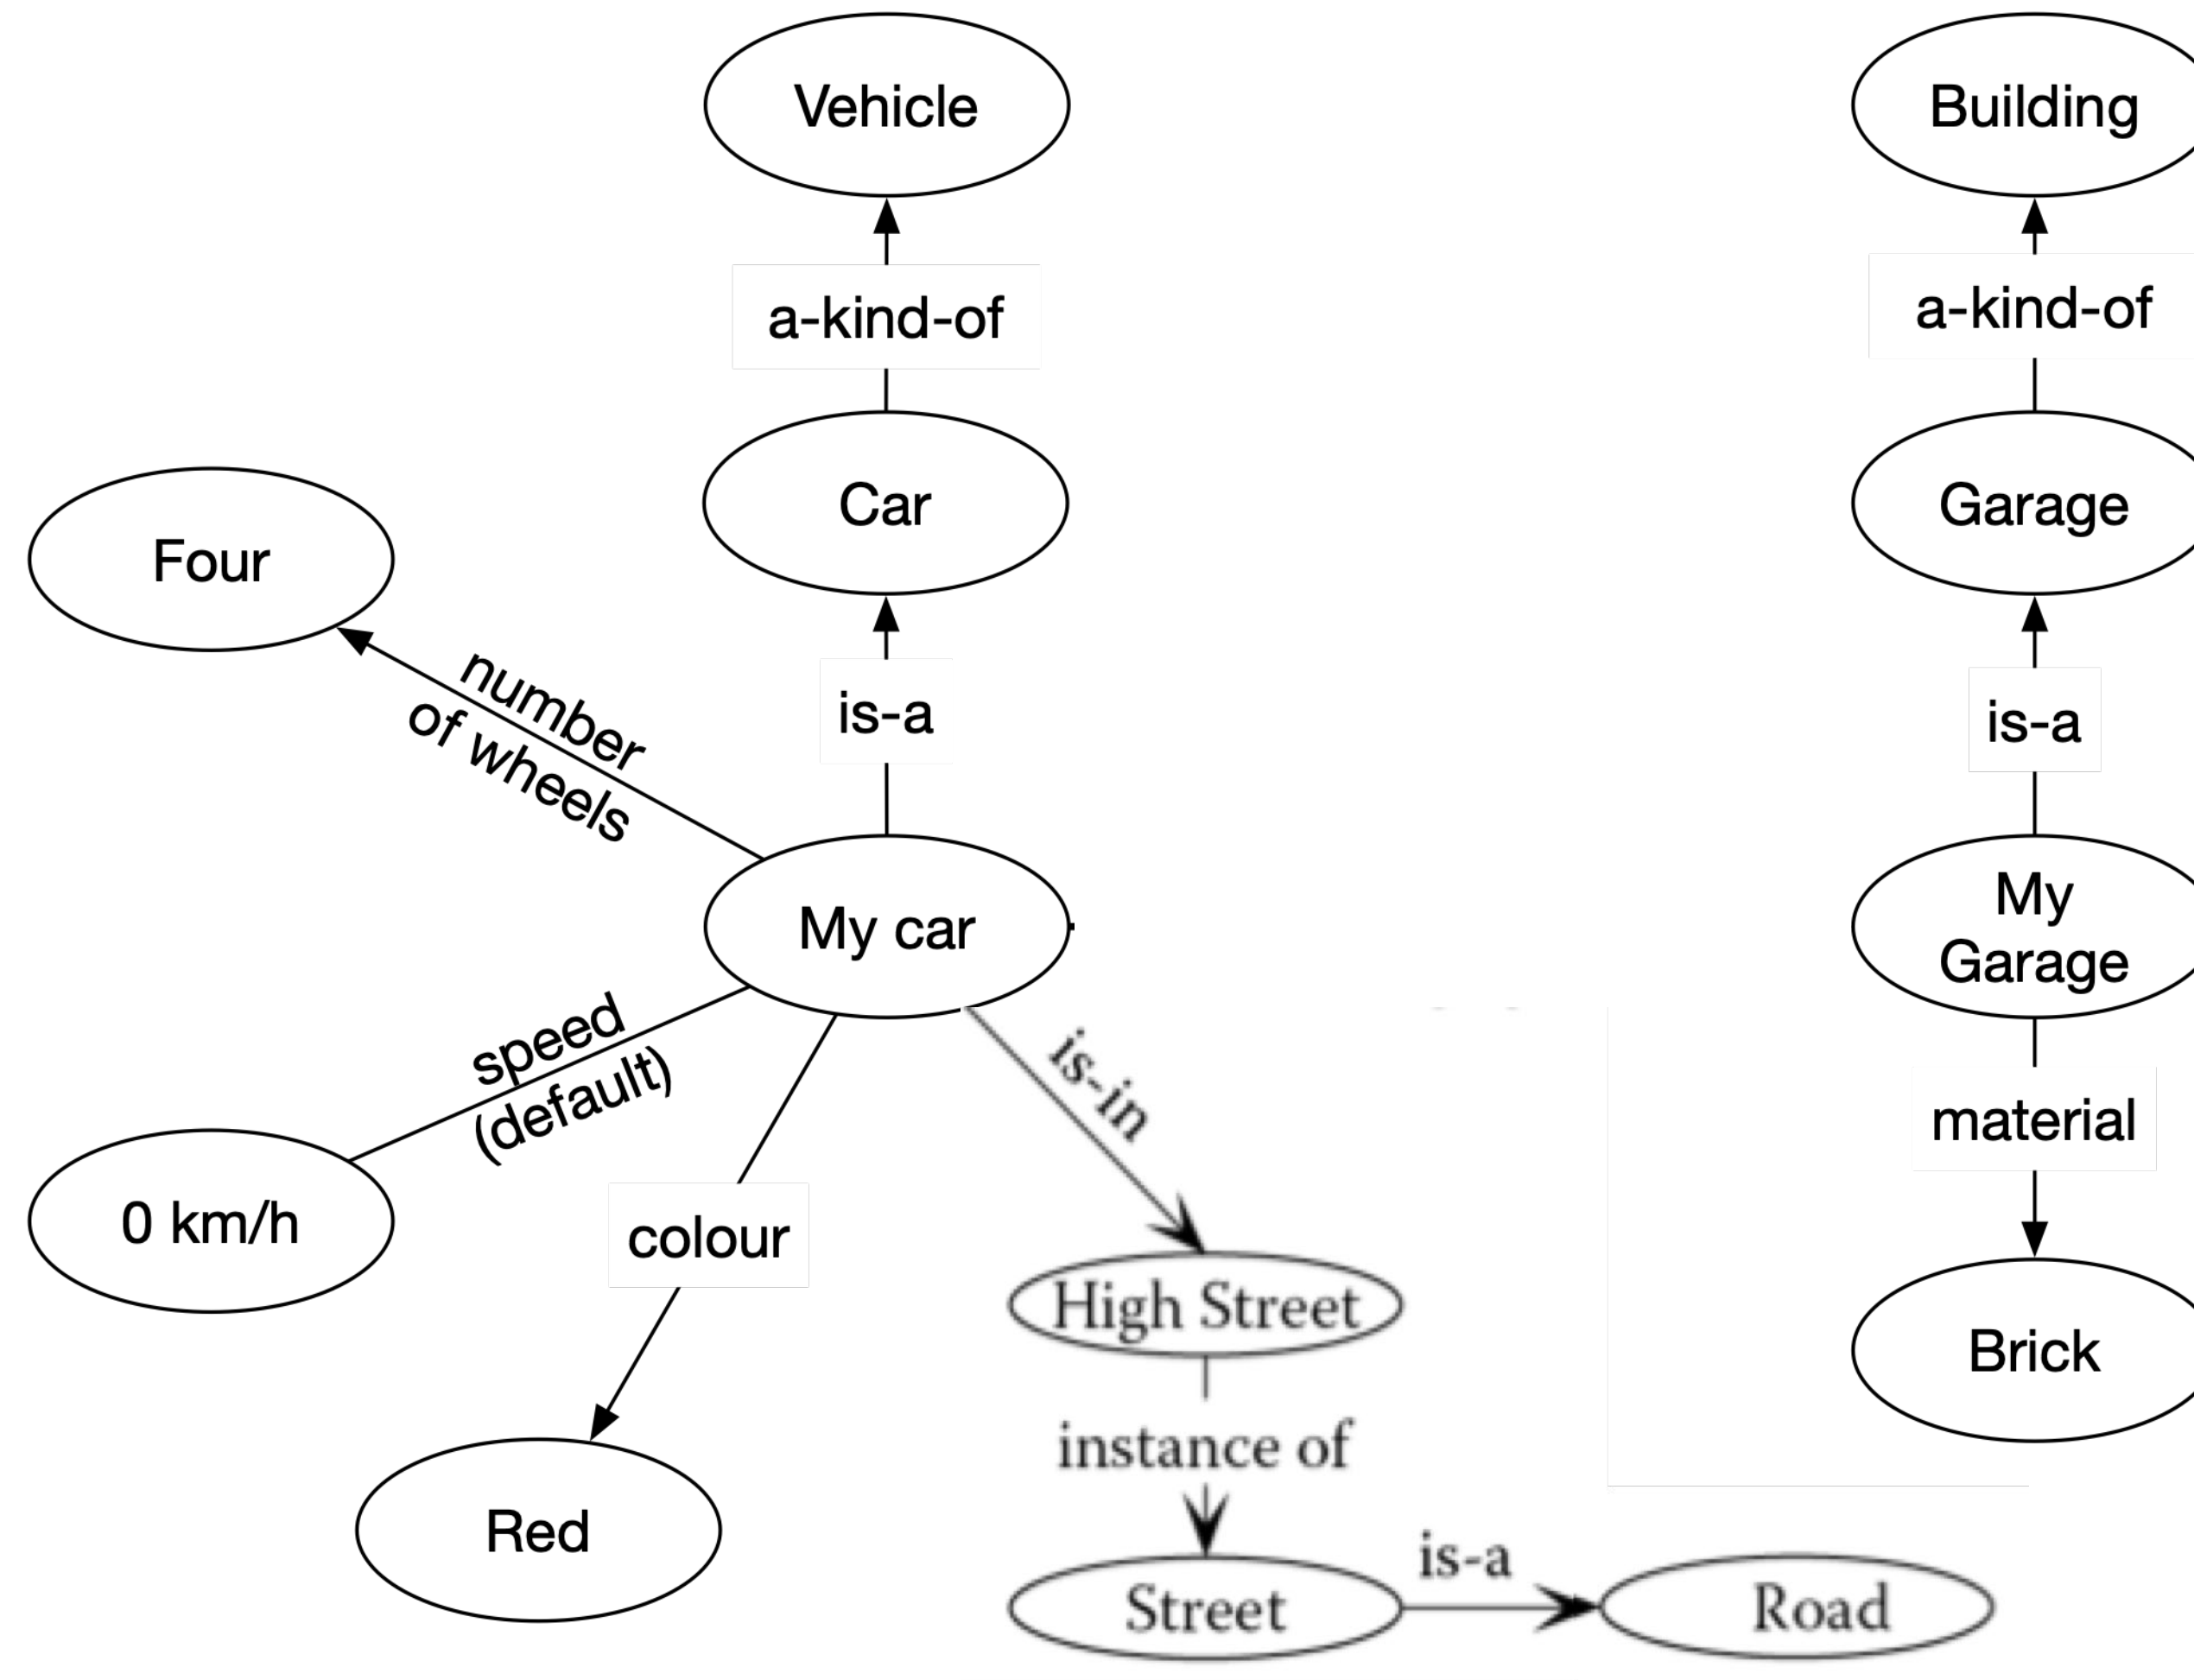 Vehicle
Building
a-kind-of
a-kind-of
Car
Garage
Four
number
of wheels
is-a
is-a
My car
My
Garage
speed
(default)
is-in
material
0 km/h
colour
High Street
Brick
instance of
Red
is-a
Street
Road